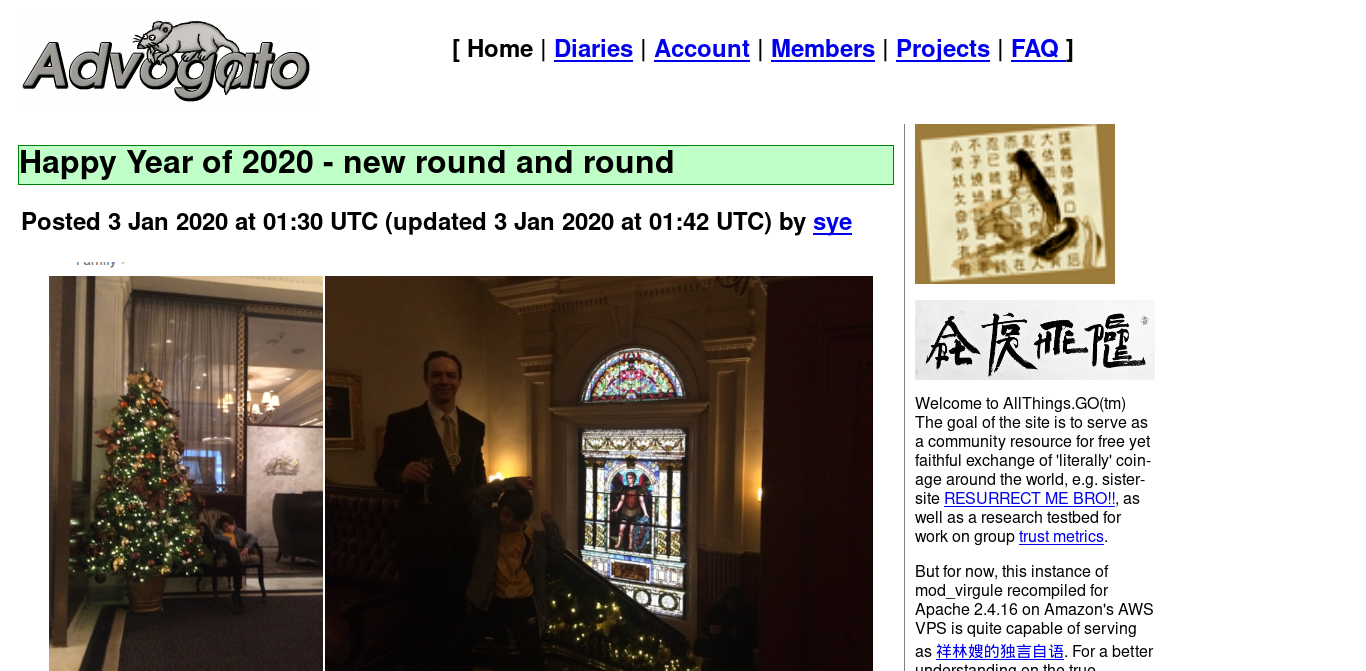 Advogato
[ Home | Diaries | Account | Members | Projects | FAQ ]
Happy Year of 2020 - new round and round
Posted 3 Jan 2020 at 01:30 UTC (updated 3 Jan 2020 at 01:42 UTC) by sye
Welcome to AllThings.GO(tm)
The goal of the site is to serve as
a community resource for free yet
faithful exchange of 'literally' coin-
age around the world, e.g. sister-
site RESURRECT ME BRO!!, as
well as a research testbed for
work on group trust metrics.
But for now, this instance of
mod_virgule recompiled for
Apache 2.4.16 on Amazon's AWS
VPS is quite capable of serving
as 祥林嫂的独言自语. For a better
understanding on the true